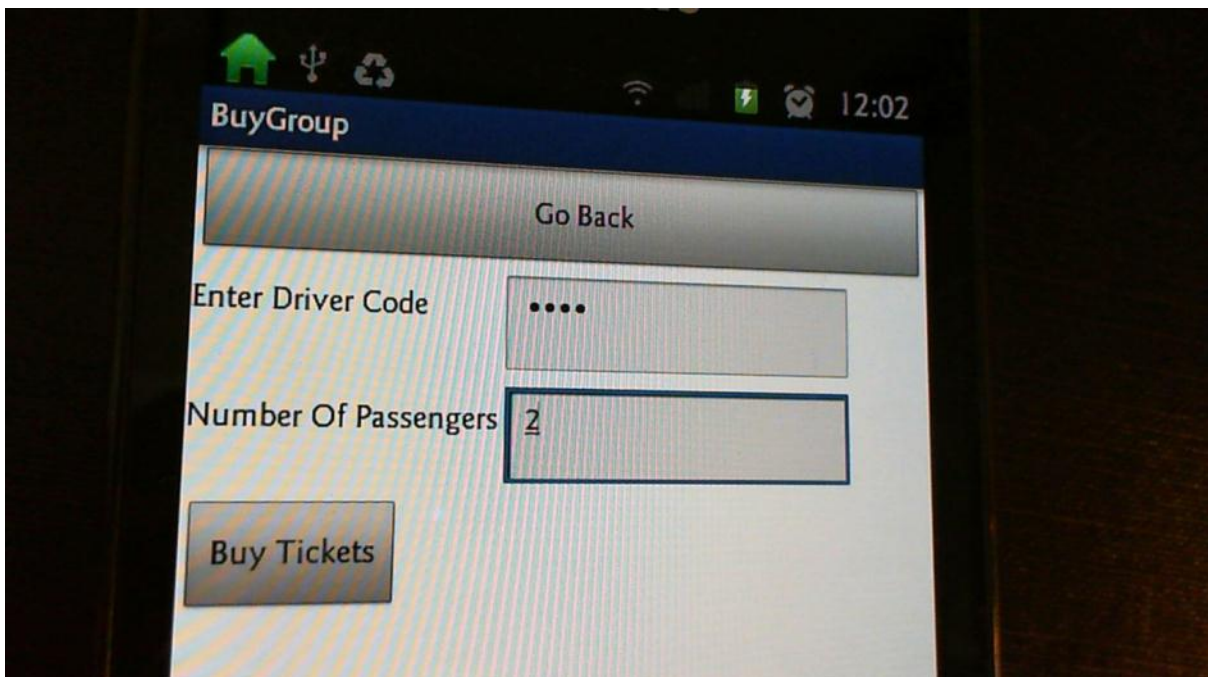 12:02
BuyGroup
Go Back
Enter Driver Code ••••
Number Of Passengers 2
Buy Tickets